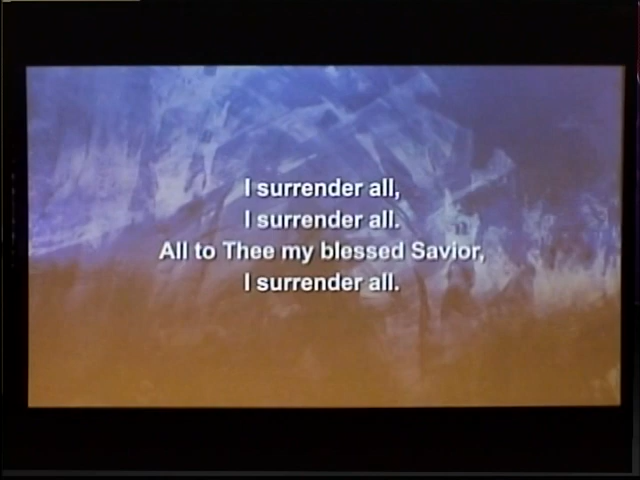 I surrender all,
I surrender all.
All to Thee my blessed Savior,
I surrender all.